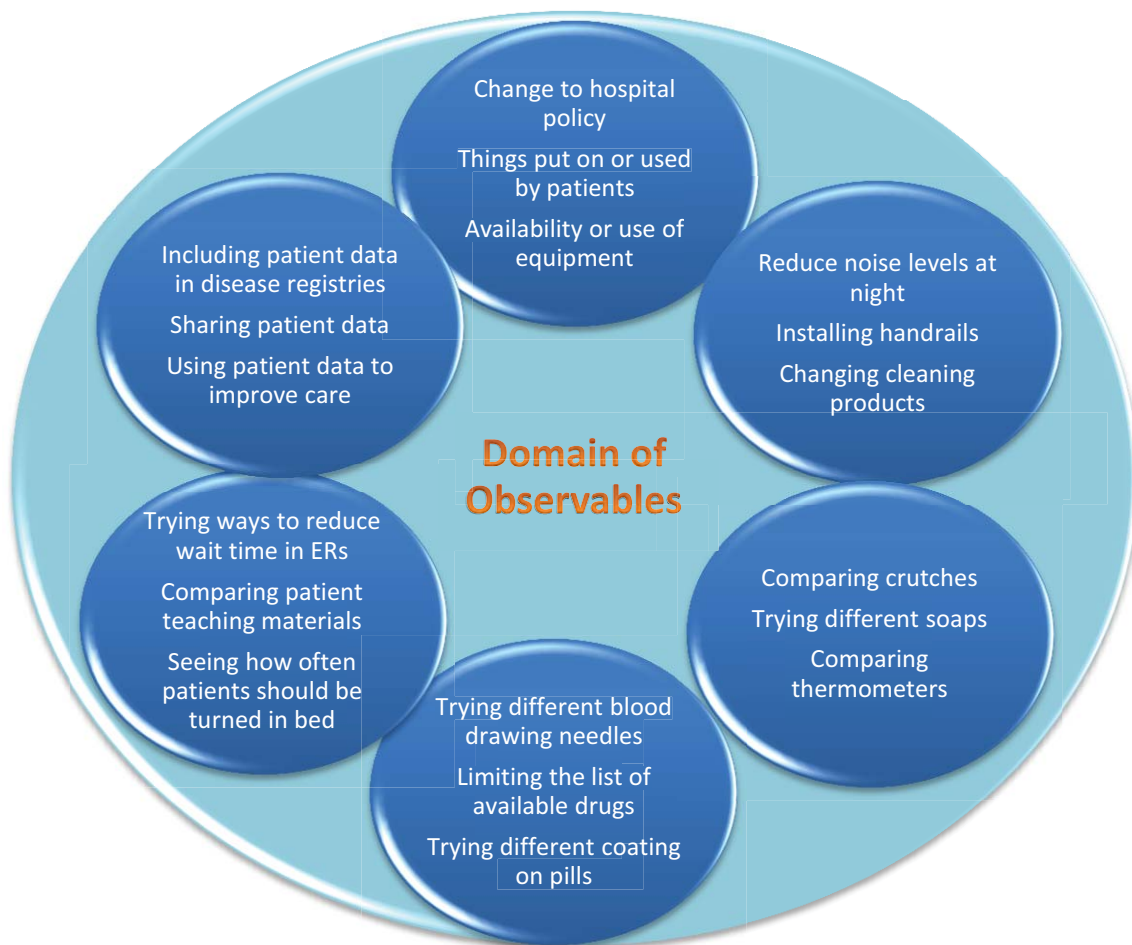 Change to hospital
policy
Things put on or used
by patients
Availability or use of
equipment
Including patient data
in disease registries
Sharing patient data
Using patient data to
improve care
Reduce noise levels at
night
Installing handrails
Changing cleaning
products
Domain of
Observables
Trying ways to reduce
wait time in ERs
Comparing patient
teaching materials
Seeing how often
patients should be
turned in bed
Comparing crutches
Trying different soaps
Comparing
thermometers
Trying different blood
drawing needles
Limiting the list of
available drugs
Trying different coating
on pills